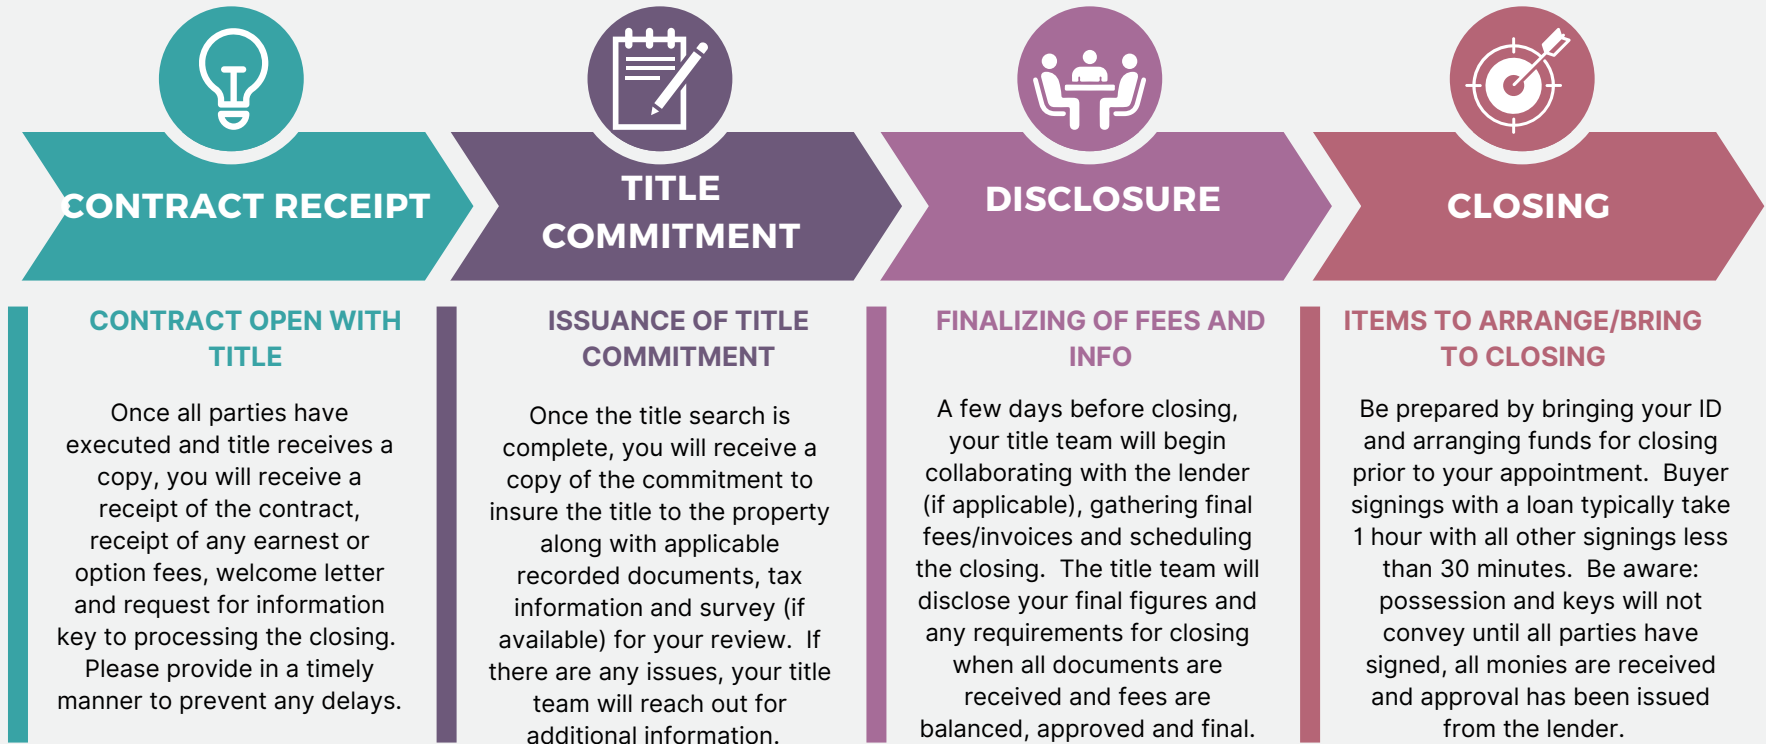 CONTRACT RECEIPT
TITLE
COMMITMENT
DISCLOSURE
CLOSING
CONTRACT OPEN WITH
TITLE
Once all parties have
executed and title receives a
copy, you will receive a
receipt of the contract,
receipt of any earnest or
option fees, welcome letter
and request for information
key to processing the closing.
Please provide in a timely
manner to prevent any delays.
ISSUANCE OF TITLE
COMMITMENT
Once the title search is
complete, you will receive a
copy of the commitment to
insure the title to the property
along with applicable
recorded documents, tax
information and survey (if
available) for your review. If
there are any issues, your title
team will reach out for
additional information.
FINALIZING OF FEES AND
INFO
A few days before closing,
your title team will begin
collaborating with the lender
(if applicable), gathering final
fees/invoices and scheduling
the closing. The title team will
disclose your final figures and
any requirements for closing
when all documents are
received and fees are
balanced, approved and final.
ITEMS TO ARRANGE/BRING
TO CLOSING
Be prepared by bringing your ID
and arranging funds for closing
prior to your appointment. Buyer
signings with a loan typically take
1 hour with all other signings less
than 30 minutes. Be aware:
possession and keys will not
convey until all parties have
signed, all monies are received
and approval has been issued
from the lender.